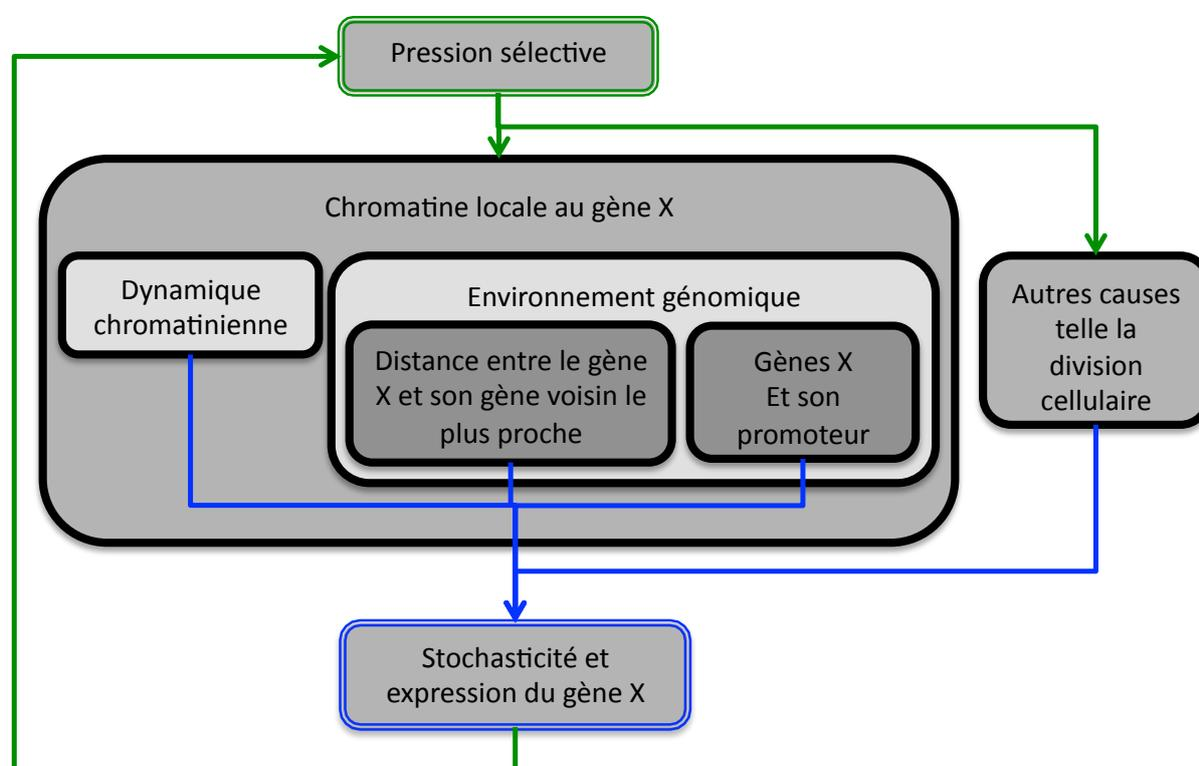 Pression sélective
Chromatine locale au gène X
Dynamique
chromatinienne
Environnement génomique
Distance entre le gène
X et son gène voisin le
plus proche
Gènes X
Et son
promoteur
Autres causes
telle la
division
cellulaire
Stochasticité et
expression du gène X